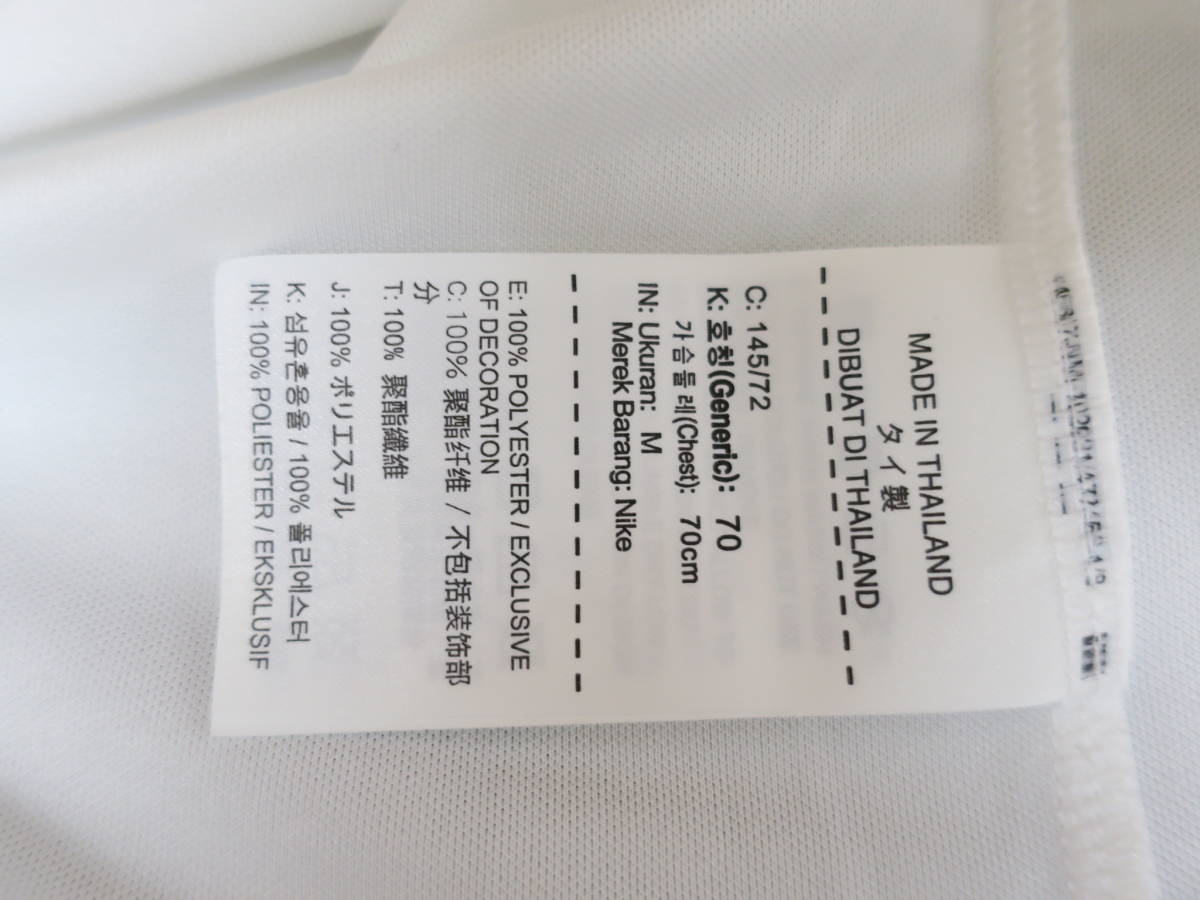 MADE IN THAILAND
タイ製
DIBUAT DI THAILAND
C: 145/72
K: 호칭(Generic): 70
가슴둘레(Chest): 70cm
IN: Ukuran: M
Merek Barang: Nike
E: 100% POLYESTER / EXCLUSIVE
OF DECORATION
C: 100% 聚酯纤维 / 不包括装饰部
分
T: 100% 聚酯纖維
J: 100% ポリエステル
K: 섬유혼용율 / 100% 폴리에스터
IN: 100% POLIESTER / EKSKLUSIF